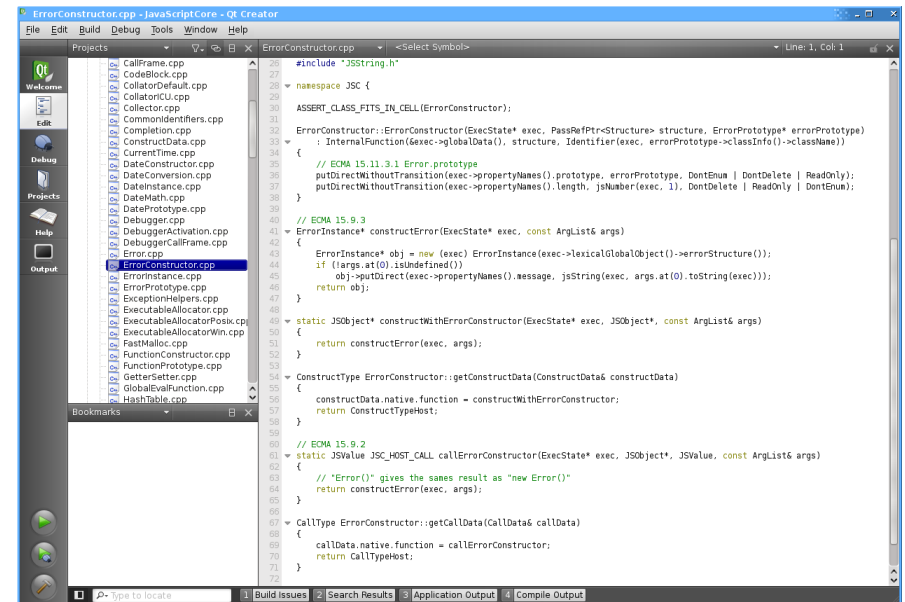 ErrorConstructor.cpp - JavaScriptCore - Qt Creator
File Edit Build Debug Tools Window Help
Projects
ErrorConstructor.cpp
<Select Symbol>
Line: 1, Col: 1
Welcome
Edit
Debug
Projects
Help
Output
CallFrame.cpp
CodeBlock.cpp
CollatorDefault.cpp
CollatorICU.cpp
Collector.cpp
CommonIdentifiers.cpp
Completion.cpp
ConstructData.cpp
CurrentTime.cpp
DateConstructor.cpp
DateConversion.cpp
DateInstance.cpp
DateMath.cpp
DatePrototype.cpp
Debugger.cpp
DebuggerActivation.cpp
DebuggerCallFrame.cpp
Error.cpp
ErrorConstructor.cpp
ErrorInstance.cpp
ErrorPrototype.cpp
ExceptionHelpers.cpp
ExecutableAllocator.cpp
ExecutableAllocatorPosix.cpp
ExecutableAllocatorWin.cpp
FastMalloc.cpp
FunctionConstructor.cpp
FunctionPrototype.cpp
GetterSetter.cpp
GlobalEvalFunction.cpp
HashTable.cpp
Bookmarks
26 #include "JSString.h"
27
28 namespace JSC {
29
30 ASSERT_CLASS_FITS_IN_CELL(ErrorConstructor);
31
32 ErrorConstructor::ErrorConstructor(ExecState* exec, PassRefPtr<Structure> structure, ErrorPrototype* errorPrototype)
33 : InternalFunction(&exec->globalData(), structure, Identifier(exec, errorPrototype->classInfo()->className))
34 {
35 // ECMA 15.11.3.1 Error.prototype
36 putDirectWithoutTransition(exec->propertyNames().prototype, errorPrototype, DontEnum | DontDelete | ReadOnly);
37 putDirectWithoutTransition(exec->propertyNames().length, jsNumber(exec, 1), DontDelete | ReadOnly | DontEnum);
38 }
39
40 // ECMA 15.9.3
41 ErrorInstance* constructError(ExecState* exec, const ArgList& args)
42 {
43 ErrorInstance* obj = new (exec) ErrorInstance(exec->lexicalGlobalObject()->errorStructure());
44 if (!args.at(0).isUndefined())
45 obj->putDirect(exec->propertyNames().message, jsString(exec, args.at(0).toString(exec)));
46 return obj;
47 }
48
49 static JSObject* constructWithErrorConstructor(ExecState* exec, JSObject*, const ArgList& args)
50 {
51 return constructError(exec, args);
52 }
53
54 ConstructType ErrorConstructor::getConstructData(ConstructData& constructData)
55 {
56 constructData.native.function = constructWithErrorConstructor;
57 return ConstructTypeHost;
58 }
59
60 // ECMA 15.9.2
61 static JSValue JSC_HOST_CALL callErrorConstructor(ExecState* exec, JSObject*, JSValue, const ArgList& args)
62 {
63 // "Error()" gives the sames result as "new Error()"
64 return constructError(exec, args);
65 }
66
67 CallType ErrorConstructor::getCallData(CallData& callData)
68 {
69 callData.native.function = callErrorConstructor;
70 return CallTypeHost;
71 }
72
Type to locate
1 Build Issues 2 Search Results 3 Application Output 4 Compile Output